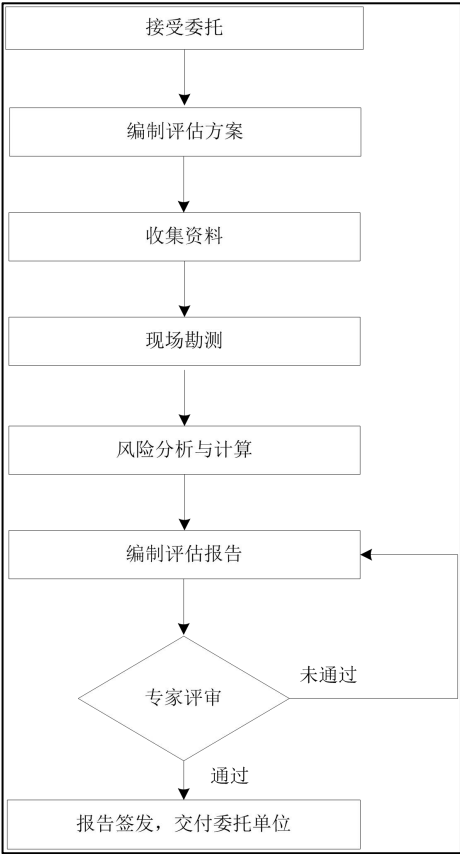 接受委托
编制评估方案
收集资料
现场勘测
风险分析与计算
编制评估报告
专家评审
未通过
通过
报告签发，交付委托单位